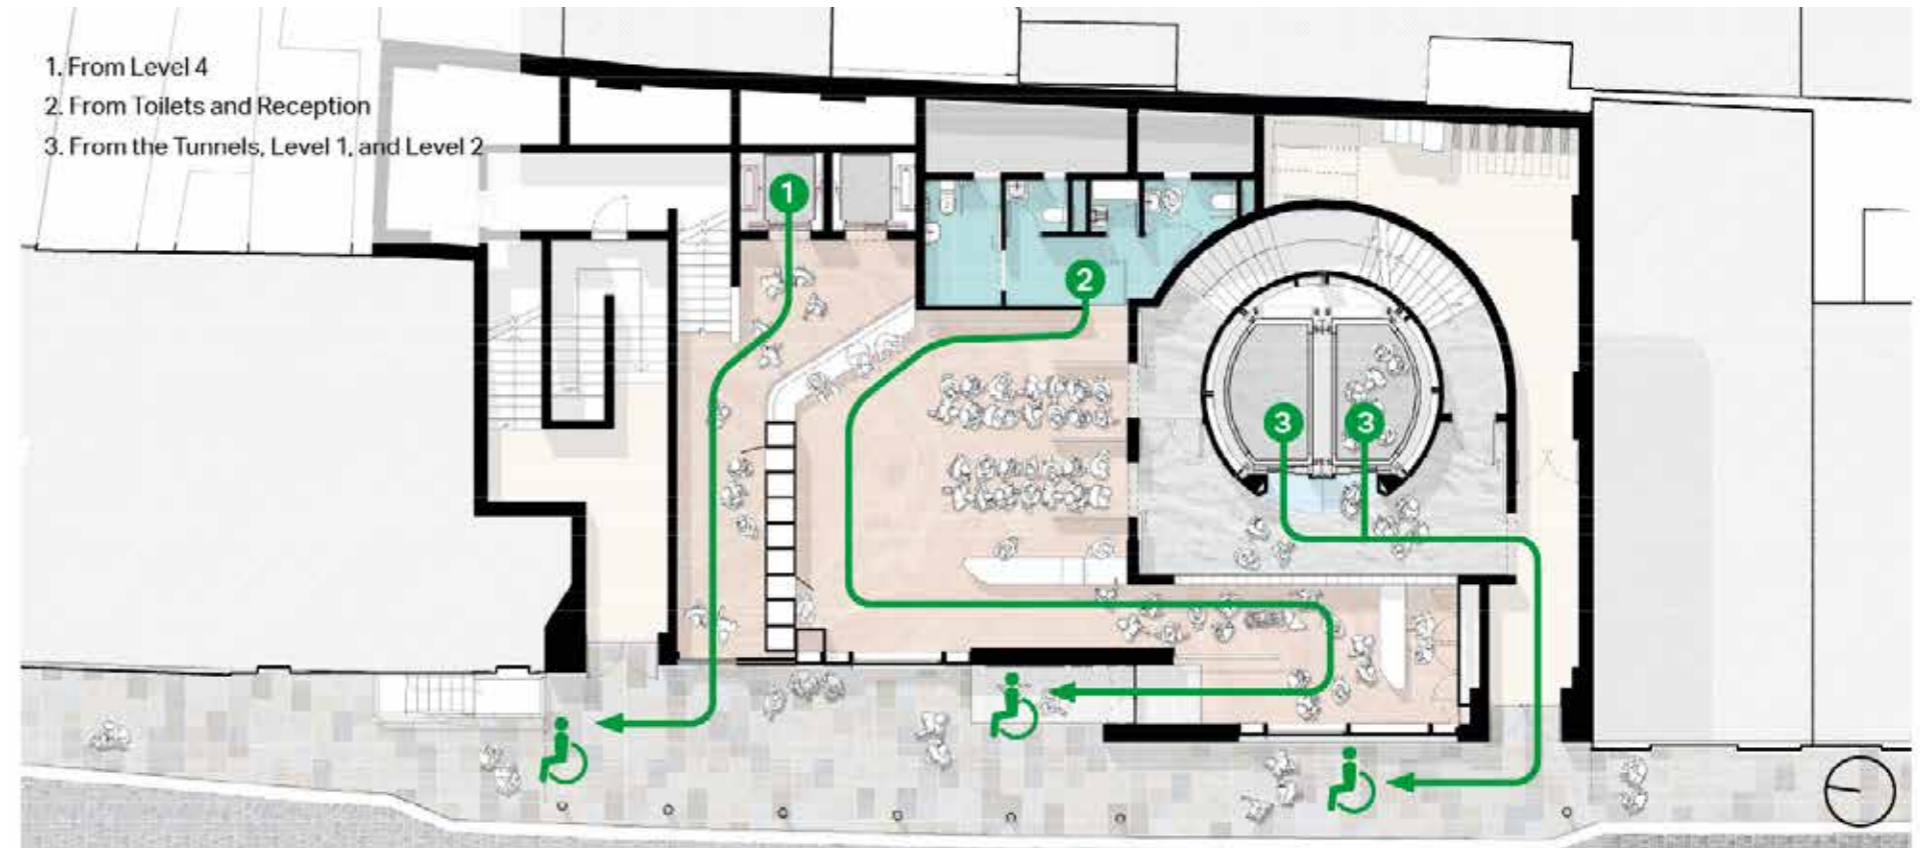 1. From Level 4
2. From Toilets and Reception
3. From the Tunnels, Level 1, and Level 2
1
2
3
3